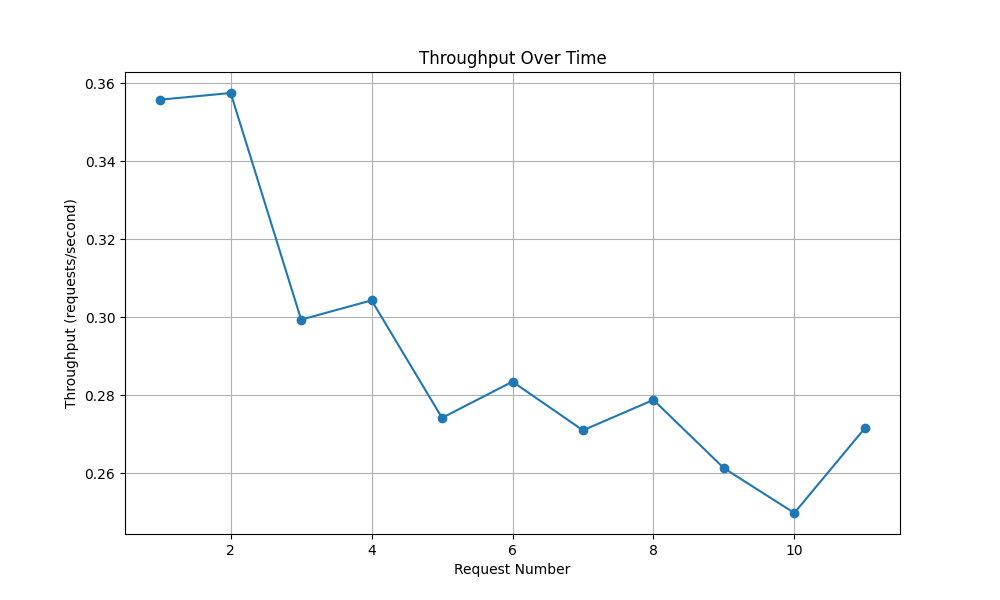 Throughput Over Time
Throughput (requests/second)
0.36
0.34
0.32
0.30
0.28
0.26
2 4 6 8 10
Request Number